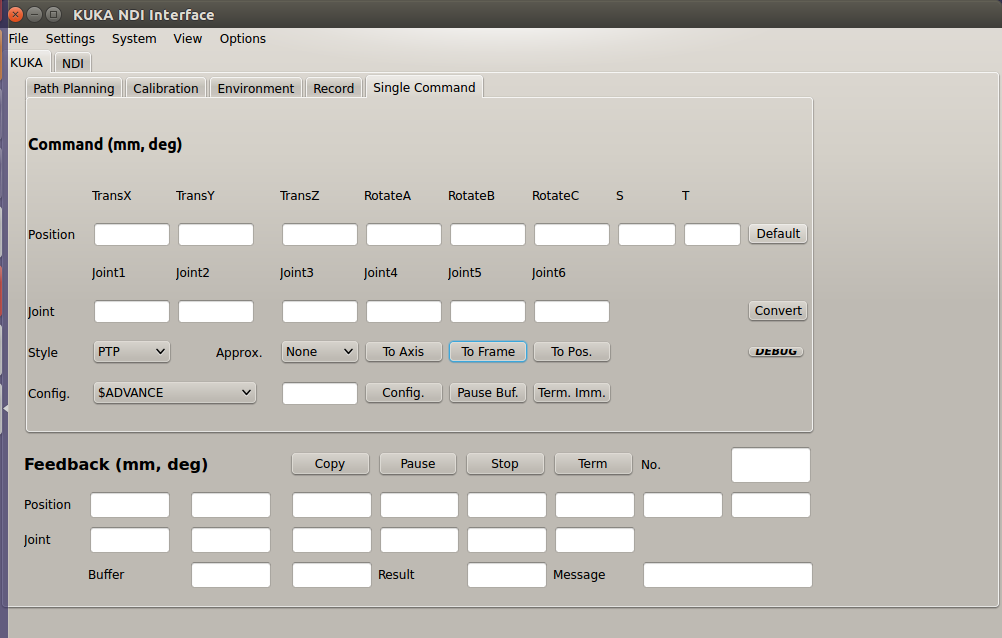 KUKA NDI Interface
File Settings System View Options
KUKA NDI
Path Planning Calibration Environment Record Single Command
Command (mm, deg)
TransX TransY TransZ RotateA RotateB RotateC S T
Position Default
Joint1 Joint2 Joint3 Joint4 Joint5 Joint6
Joint Convert
Style PTP Approx. None To Axis To Frame To Pos. DEBUG
Config. $ADVANCE Config. Pause Buf. Term. Imm.
Feedback (mm, deg) Copy Pause Stop Term No.
Position
Joint
Buffer Result Message